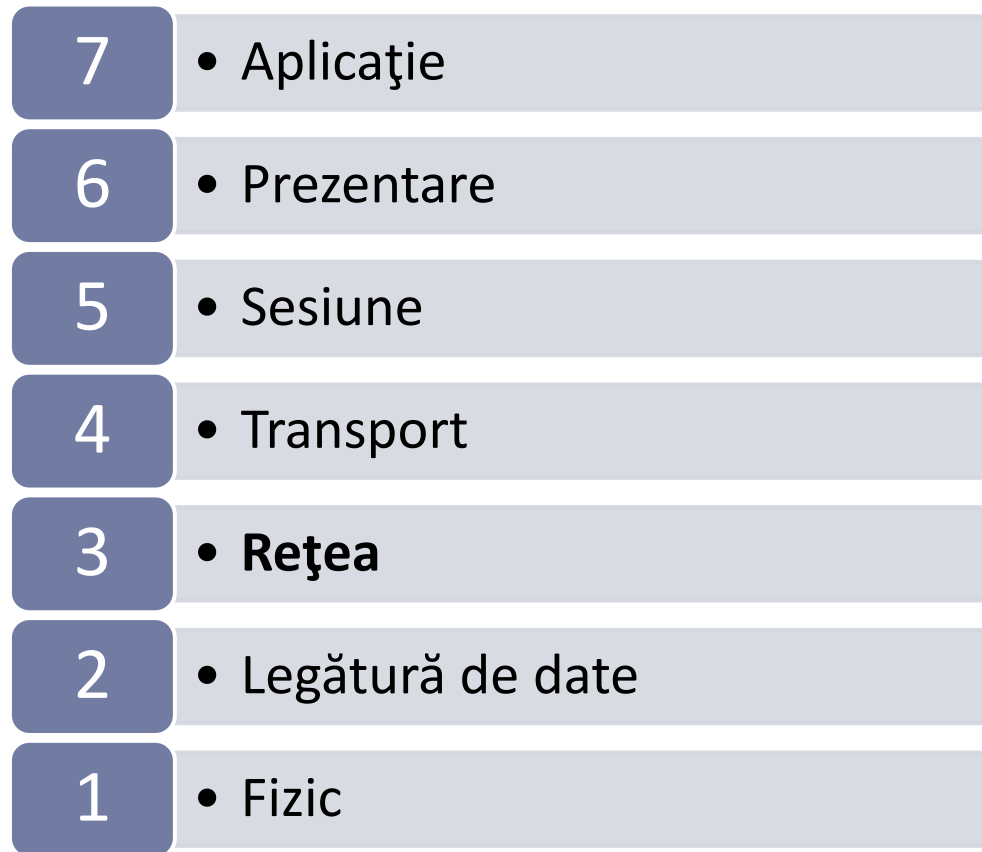 7 • Aplicaţie
6 • Prezentare
5 • Sesiune
4 • Transport
3 • Reţea
2 • Legătură de date
1 • Fizic